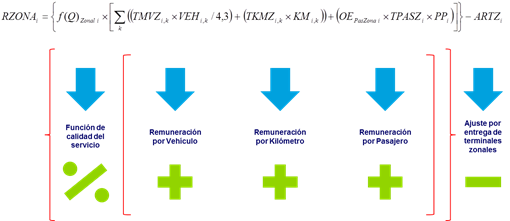 RZONA_i = { f(Q)_Zonal i × [ ∑_k ((TMVZ_i,k × VEH_i,k / 4,3) + (TKMZ_i,k × KM_i,k)) + (OE_PaxZona i × TPASZ_i × PP_i) ] } − ARTZ_i
Función de calidad del servicio
Remuneración por Vehículo
Remuneración por Kilómetro
Remuneración por Pasajero
Ajuste por entrega de terminales zonales